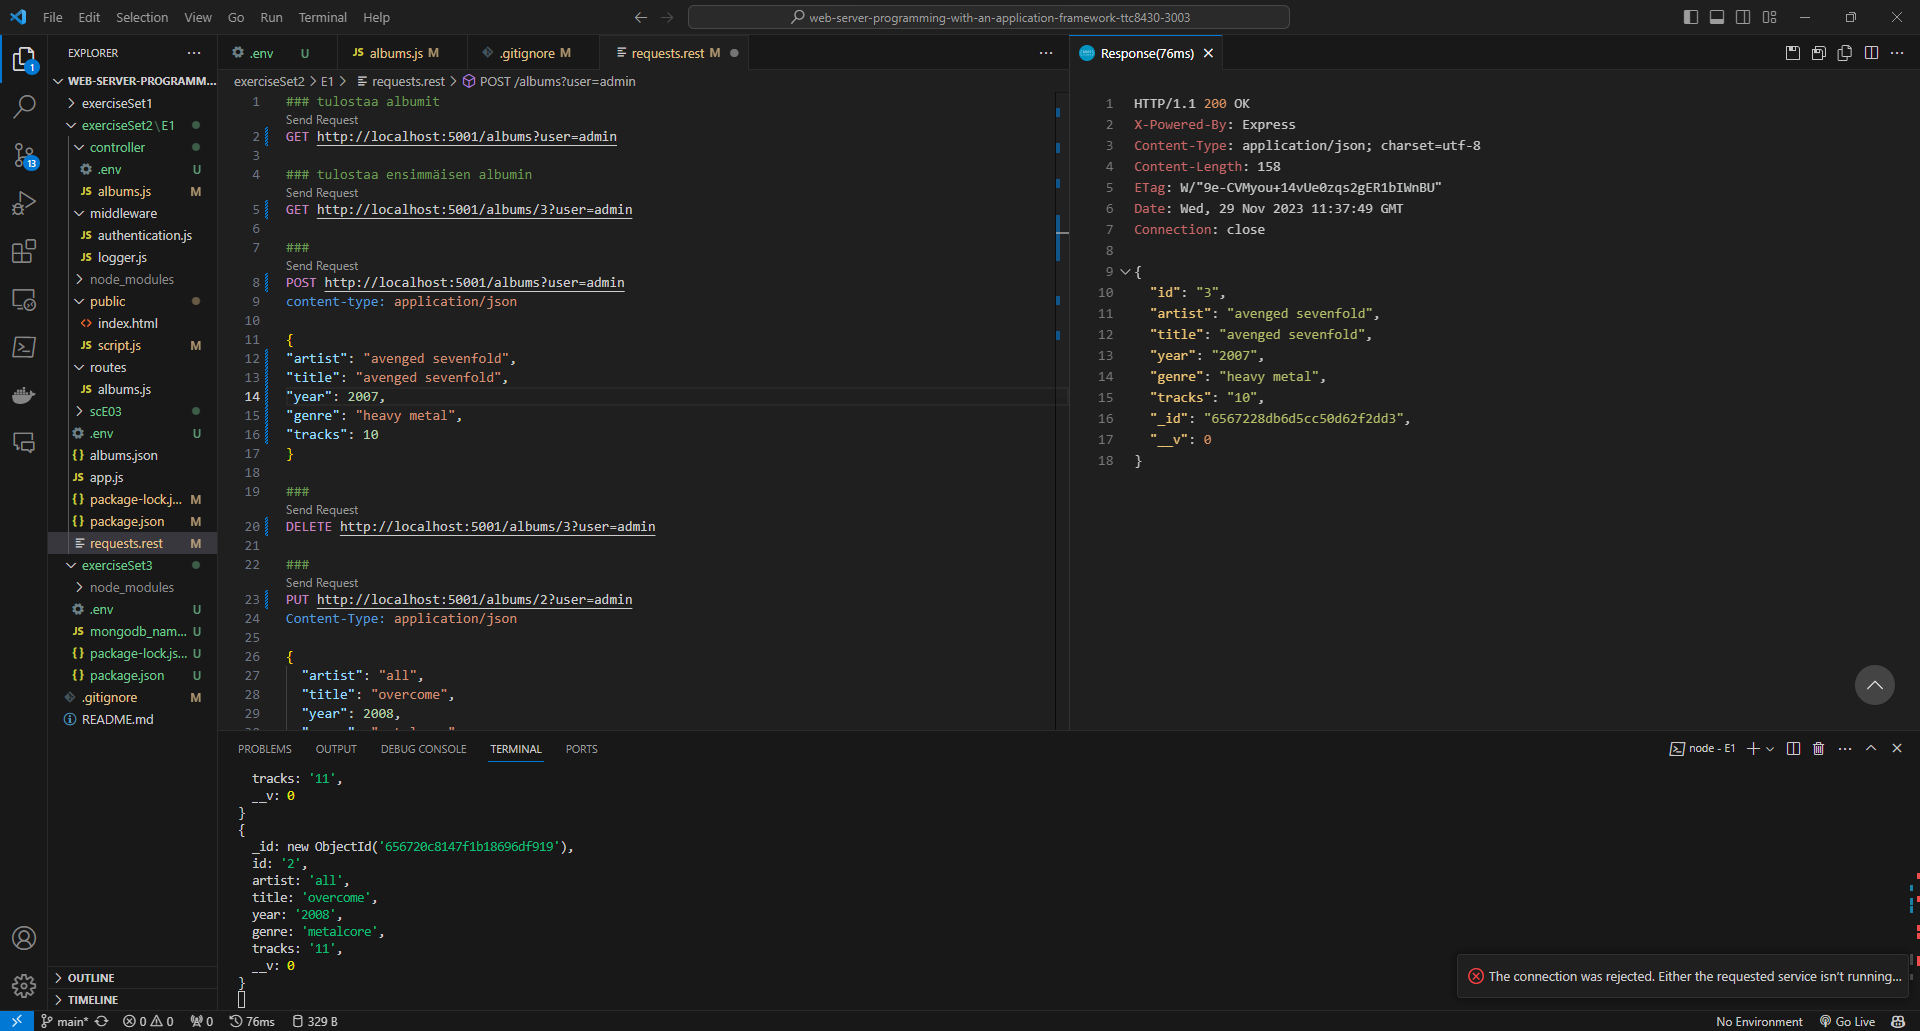 File Edit Selection View Go Run Terminal Help
web-server-programming-with-an-application-framework-ttc8430-3003
EXPLORER
WEB-SERVER-PROGRAMM...
exerciseSet1
exerciseSet2\E1
controller
.env U
JS albums.js M
middleware
JS authentication.js
JS logger.js
node_modules
public
<> index.html
JS script.js M
routes
JS albums.js
scE03
.env U
{} albums.json
JS app.js
{} package-lock.j... M
{} package.json M
requests.rest M
exerciseSet3
node_modules
.env U
JS mongodb_nam... U
{} package-lock.js... U
{} package.json U
.gitignore M
README.md
OUTLINE
TIMELINE
1
13
.env U
JS albums.js M
.gitignore M
requests.rest M
exerciseSet2 > E1 > requests.rest > POST /albums?user=admin
1 ### tulostaa albumit
Send Request
2 GET http://localhost:5001/albums?user=admin
3
4 ### tulostaa ensimmäisen albumin
Send Request
5 GET http://localhost:5001/albums/3?user=admin
6
7 ###
Send Request
8 POST http://localhost:5001/albums?user=admin
9 content-type: application/json
10
11 {
12 "artist": "avenged sevenfold",
13 "title": "avenged sevenfold",
14 "year": 2007,
15 "genre": "heavy metal",
16 "tracks": 10
17 }
18
19 ###
Send Request
20 DELETE http://localhost:5001/albums/3?user=admin
21
22 ###
Send Request
23 PUT http://localhost:5001/albums/2?user=admin
24 Content-Type: application/json
25
26 {
27 "artist": "all",
28 "title": "overcome",
29 "year": 2008,
Response(76ms)
1 HTTP/1.1 200 OK
2 X-Powered-By: Express
3 Content-Type: application/json; charset=utf-8
4 Content-Length: 158
5 ETag: W/"9e-CVMyou+14vUe0zqs2gER1bIWnBU"
6 Date: Wed, 29 Nov 2023 11:37:49 GMT
7 Connection: close
8
9 {
10 "id": "3",
11 "artist": "avenged sevenfold",
12 "title": "avenged sevenfold",
13 "year": "2007",
14 "genre": "heavy metal",
15 "tracks": "10",
16 "_id": "6567228db6d5cc50d62f2dd3",
17 "__v": 0
18 }
PROBLEMS OUTPUT DEBUG CONSOLE TERMINAL PORTS
node - E1
tracks: '11',
__v: 0
}
{
_id: new ObjectId('656720c8147f1b18696df919'),
id: '2',
artist: 'all',
title: 'overcome',
year: '2008',
genre: 'metalcore',
tracks: '11',
__v: 0
}
The connection was rejected. Either the requested service isn't running...
main* 0 0 0 76ms 329 B
No Environment Go Live